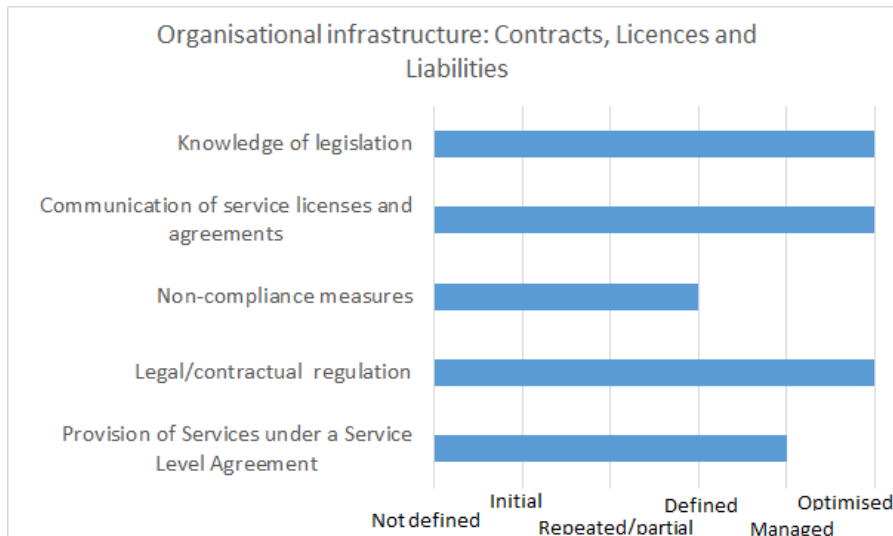 Organisational infrastructure: Contracts, Licences and
Liabilities
Knowledge of legislation
Communication of service licenses and
agreements
Non-compliance measures
Legal/contractual regulation
Provision of Services under a Service
Level Agreement
Not defined
Initial
Repeated/partial
Defined
Managed
Optimised